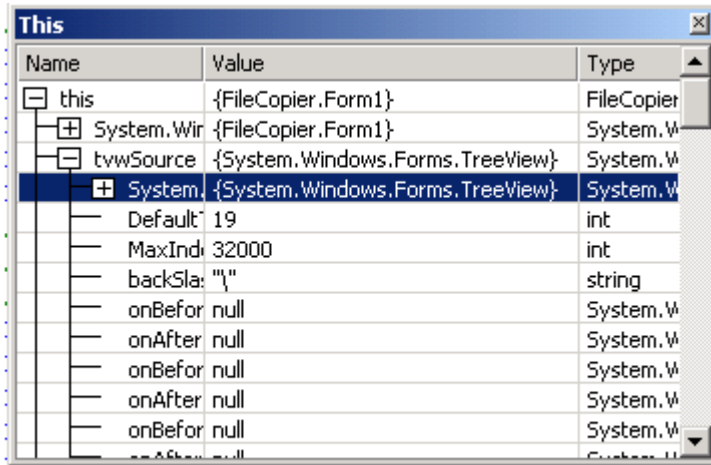 This
Name Value Type
this {FileCopier.Form1} FileCopier
System.Wir {FileCopier.Form1} System.W
tvwSource {System.Windows.Forms.TreeView} System.W
System. {System.Windows.Forms.TreeView} System.W
Default 19 int
MaxInd 32000 int
backSla "\" string
onBefor null System.W
onAfter null System.W
onBefor null System.W
onAfter null System.W
onBefor null System.W